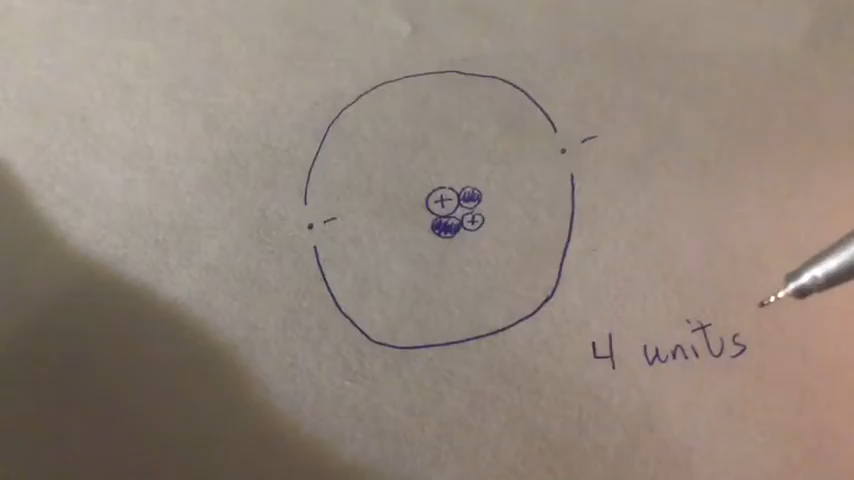 -
+
- +
4 units